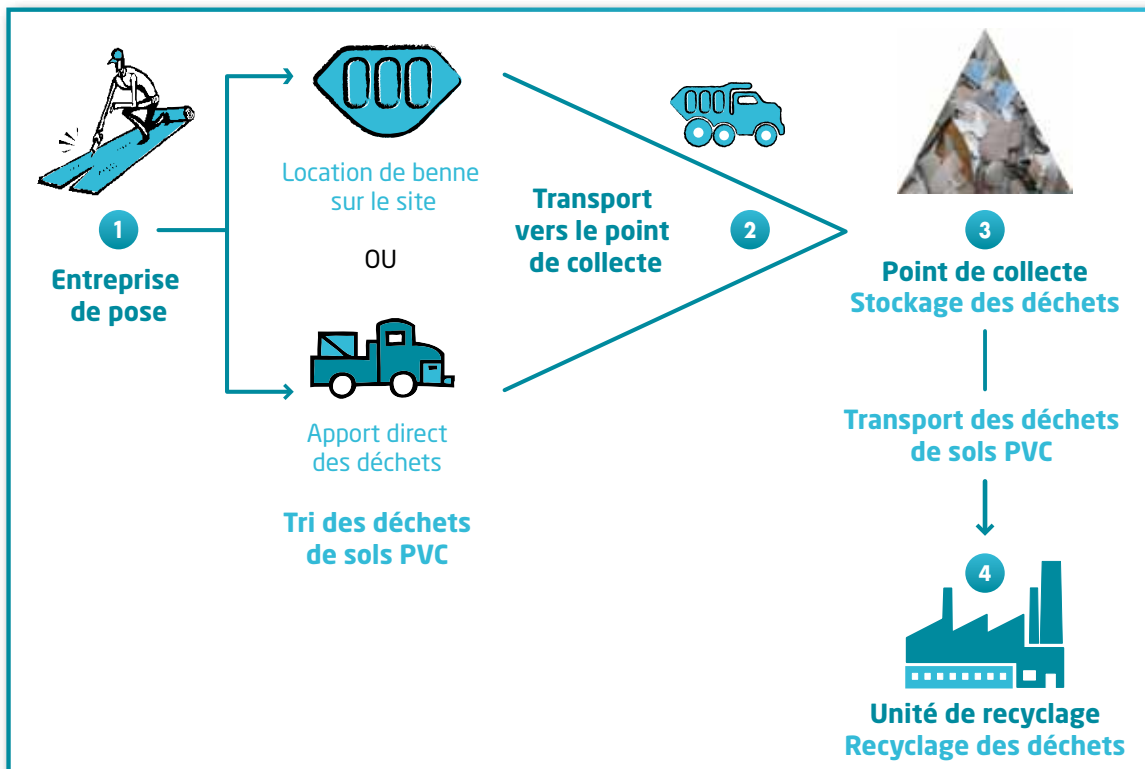 1
Entreprise
de pose
Location de benne
sur le site
OU
Apport direct
des déchets
Tri des déchets
de sols PVC
Transport
vers le point
de collecte
2
3
Point de collecte
Stockage des déchets
Transport des déchets
de sols PVC
4
Unité de recyclage
Recyclage des déchets